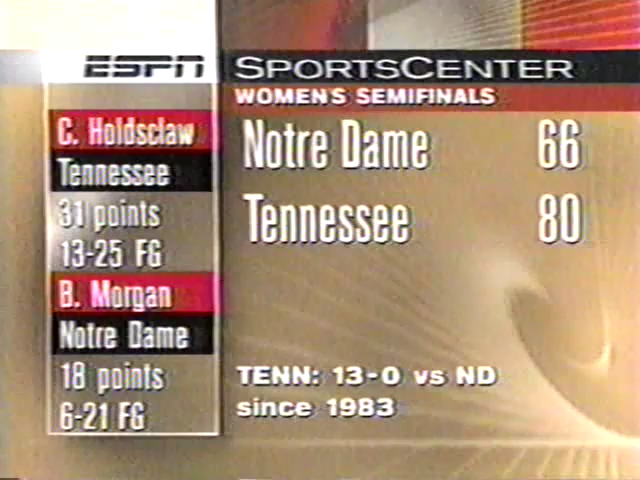 ESPN SPORTSCENTER
WOMEN'S SEMIFINALS
C. Holdsclaw
Tennessee
31 points
13-25 FG
B. Morgan
Notre Dame
18 points
6-21 FG
Notre Dame 66
Tennessee 80
TENN: 13-0 vs ND
since 1983